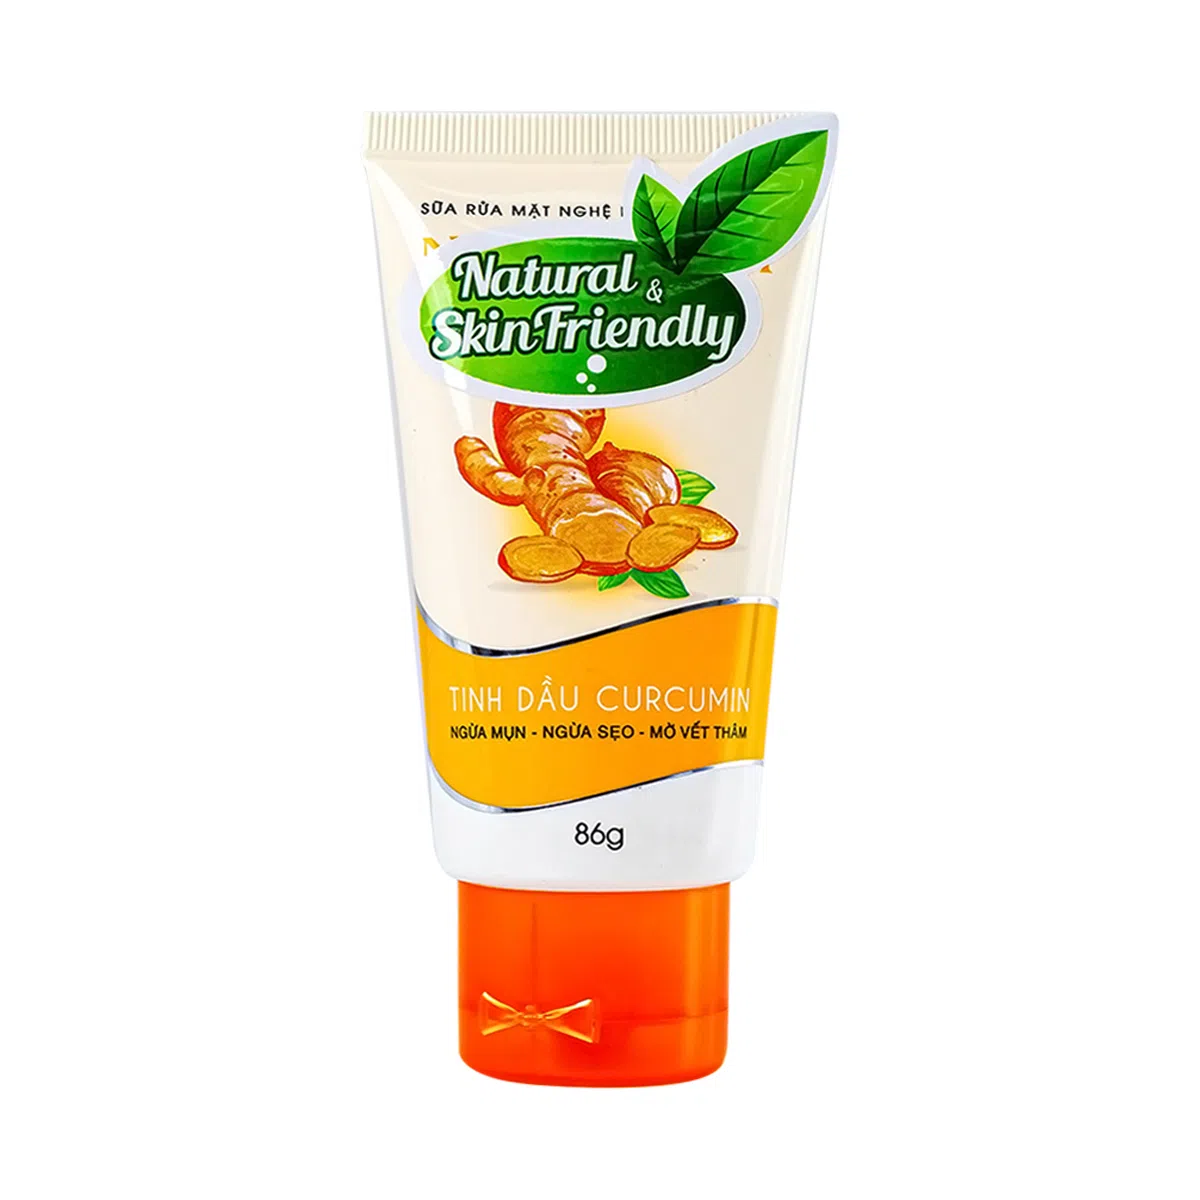 SỮA RỬA MẶT NGHỆ
Natural &
Skin Friendly
TINH DẦU CURCUMIN
NGỪA MỤN - NGỪA SẸO - MỜ VẾT THÂM
86g